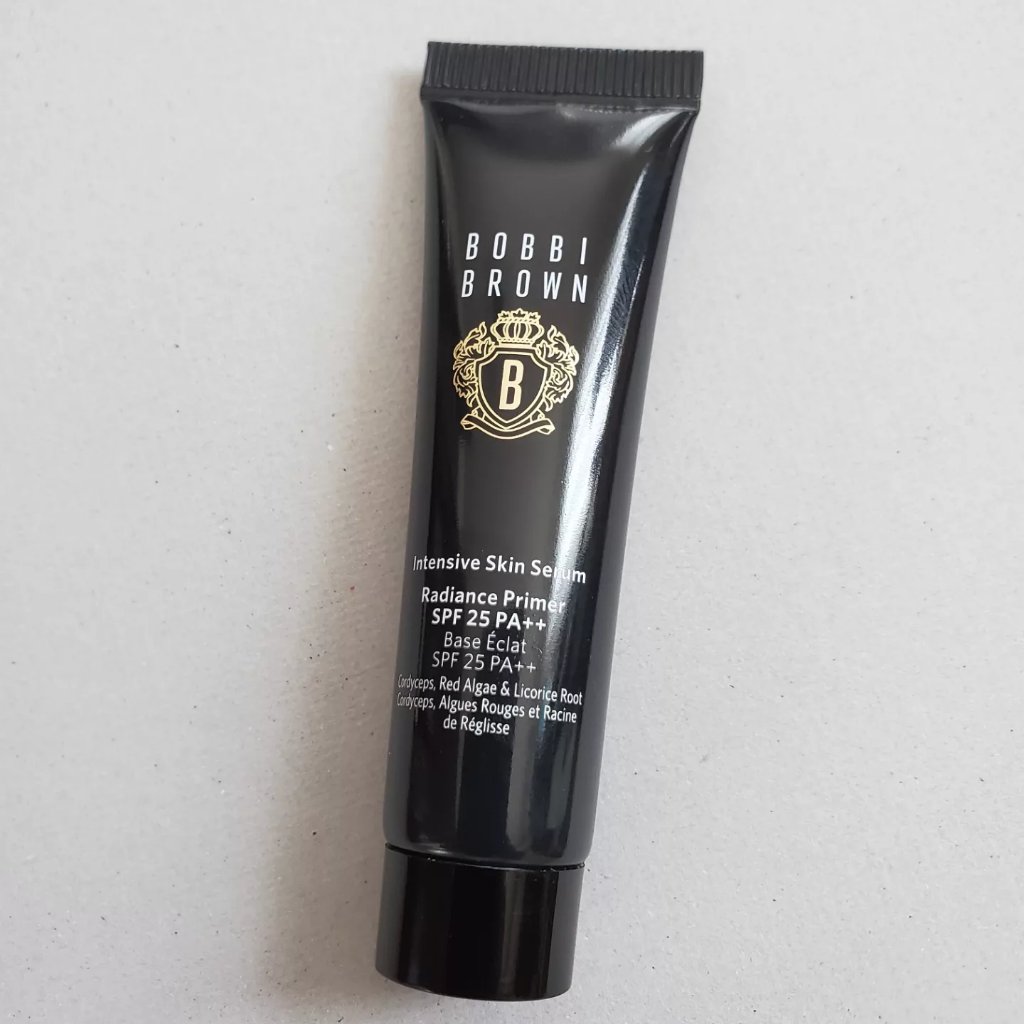 BOBBI
BROWN
B
Intensive Skin Serum
Radiance Primer
SPF 25 PA++
Base Éclat
SPF 25 PA++
Cordyceps, Red Algae & Licorice Root
Cordyceps, Algues Rouges et Racine
de Réglisse